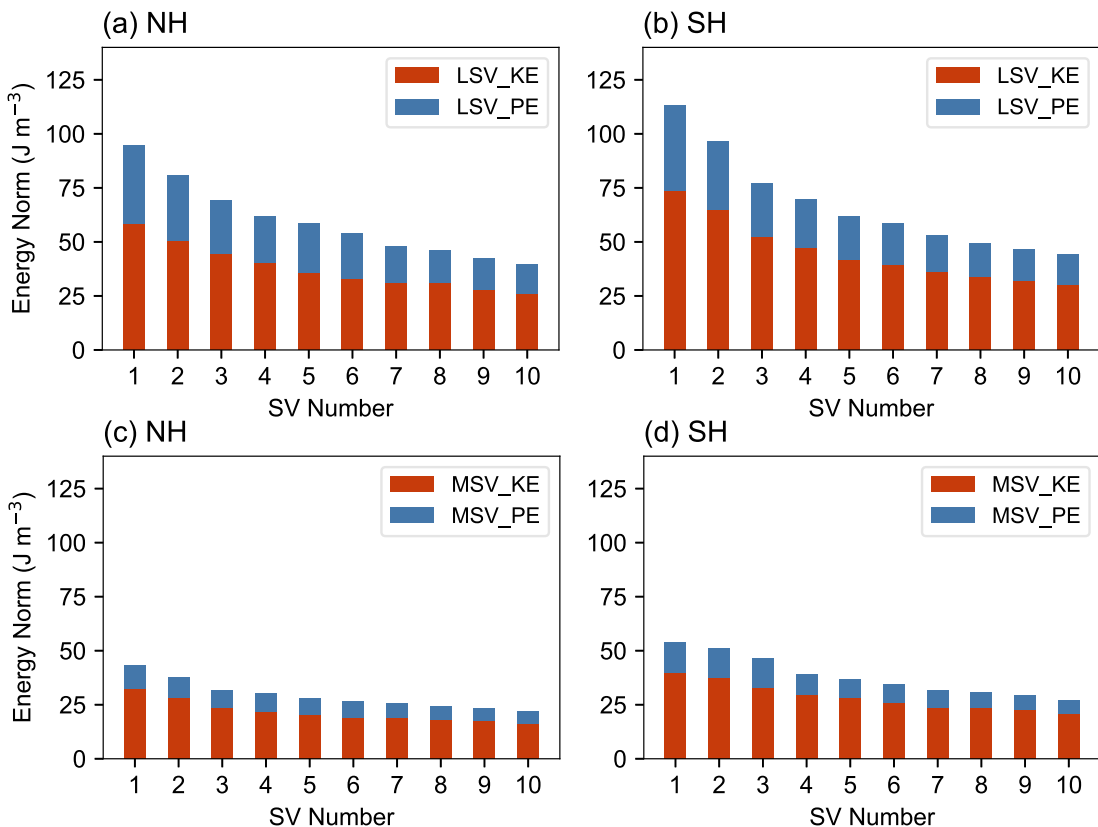 (a) NH
Energy Norm (J m⁻³)
125
100
75
50
25
0
LSV_KE
LSV_PE
1 2 3 4 5 6 7 8 9 10
SV Number
(b) SH
125
100
75
50
25
0
LSV_KE
LSV_PE
1 2 3 4 5 6 7 8 9 10
SV Number
(c) NH
Energy Norm (J m⁻³)
125
100
75
50
25
0
MSV_KE
MSV_PE
1 2 3 4 5 6 7 8 9 10
SV Number
(d) SH
125
100
75
50
25
0
MSV_KE
MSV_PE
1 2 3 4 5 6 7 8 9 10
SV Number